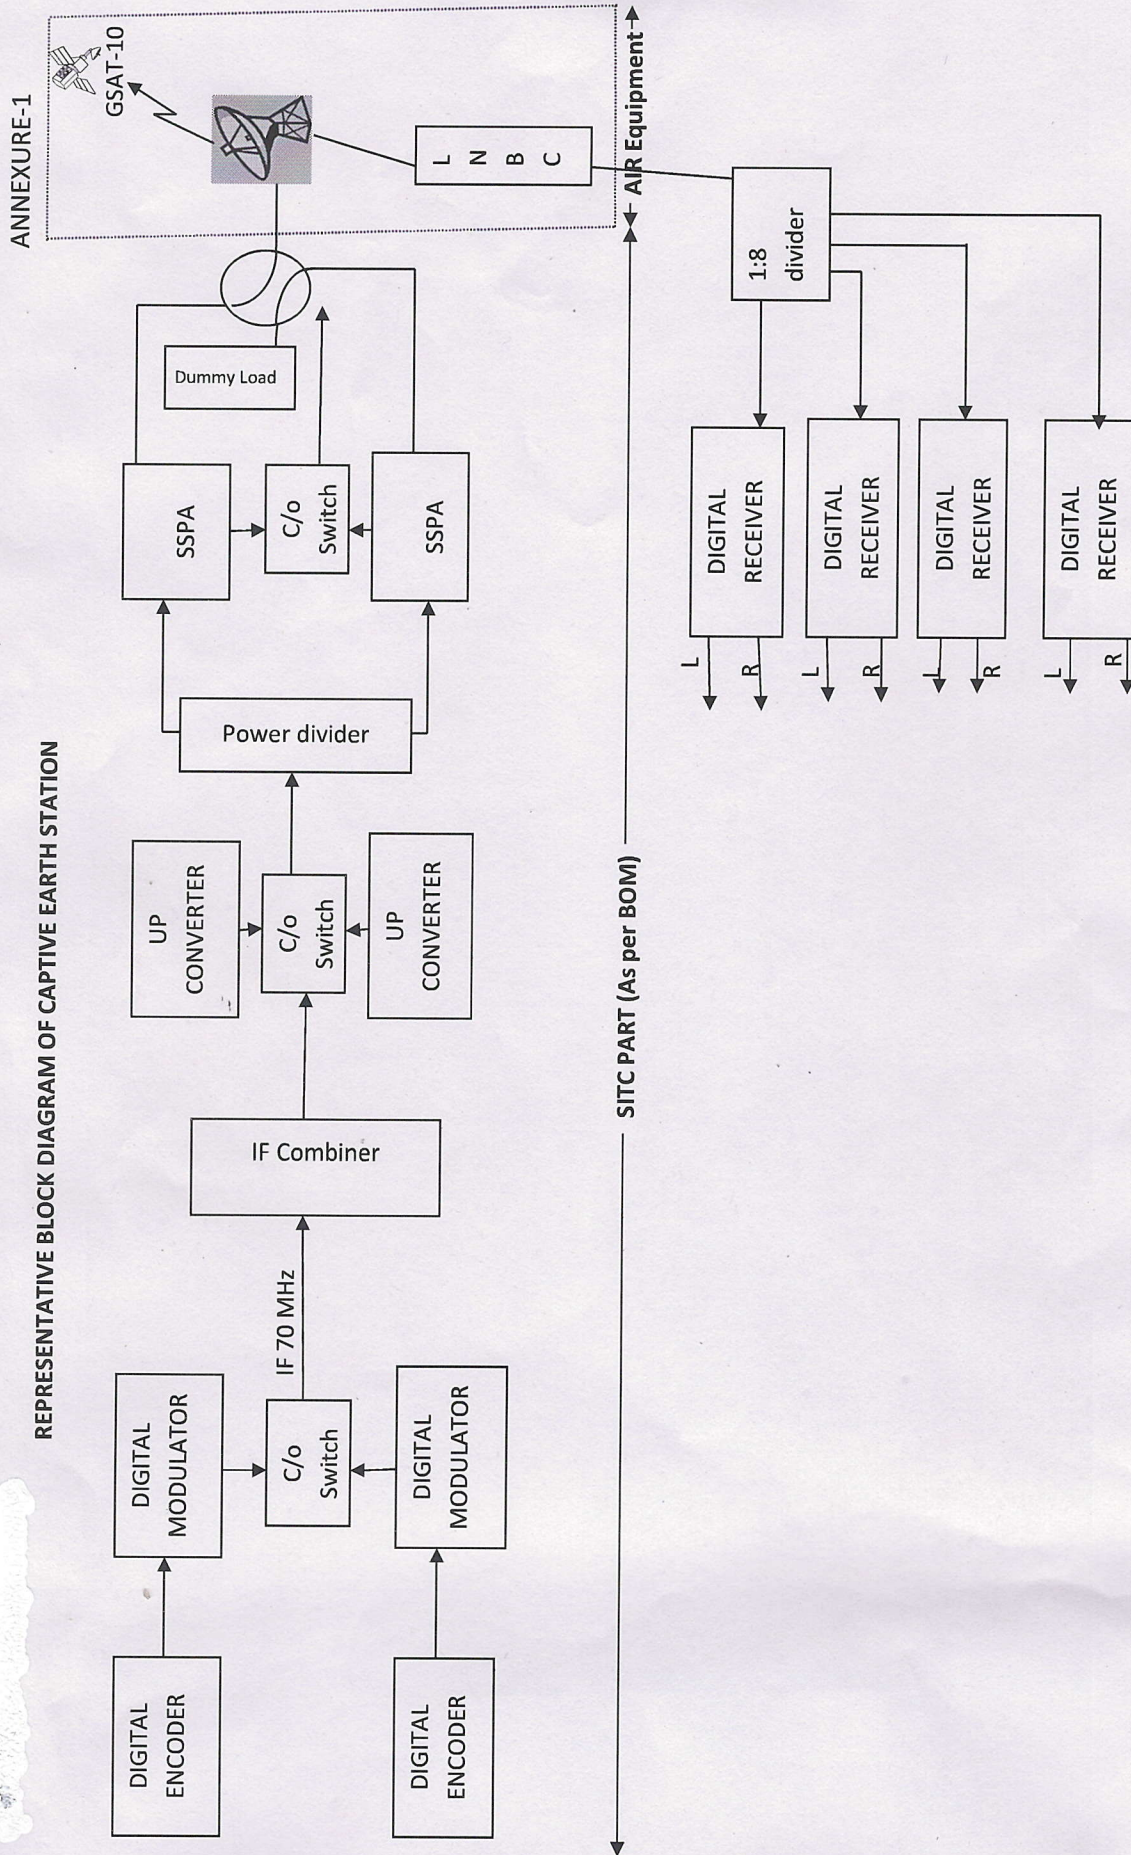 ANNEXURE-1
REPRESENTATIVE BLOCK DIAGRAM OF CAPTIVE EARTH STATION
DIGITAL
ENCODER
DIGITAL
MODULATOR
DIGITAL
ENCODER
DIGITAL
MODULATOR
C/o
Switch
IF 70 MHz
IF Combiner
UP
CONVERTER
C/o
Switch
UP
CONVERTER
Power divider
SSPA
C/o
Switch
SSPA
Dummy Load
GSAT-10
L
N
B
C
SITC PART (As per BOM)
AIR Equipment
1:8
divider
DIGITAL
RECEIVER
L
R
DIGITAL
RECEIVER
L
R
DIGITAL
RECEIVER
L
R
DIGITAL
RECEIVER
L
R